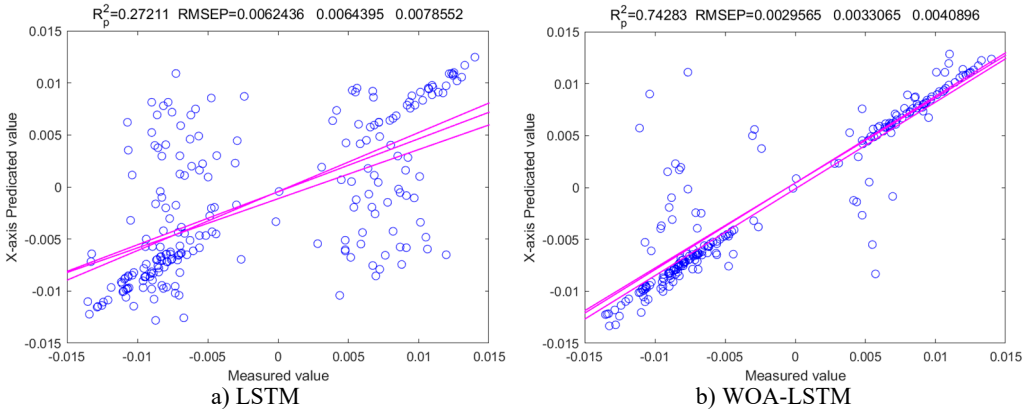 R²p=0.27211 RMSEP=0.0062436 0.0064395 0.0078552
0.015
0.01
0.005
0
-0.005
-0.01
-0.015
X-axis Predicated value
-0.015 -0.01 -0.005 0 0.005 0.01 0.015
Measured value
a) LSTM
R²p=0.74283 RMSEP=0.0029565 0.0033065 0.0040896
0.015
0.01
0.005
0
-0.005
-0.01
-0.015
X-axis Predicated value
-0.015 -0.01 -0.005 0 0.005 0.01 0.015
Measured value
b) WOA-LSTM